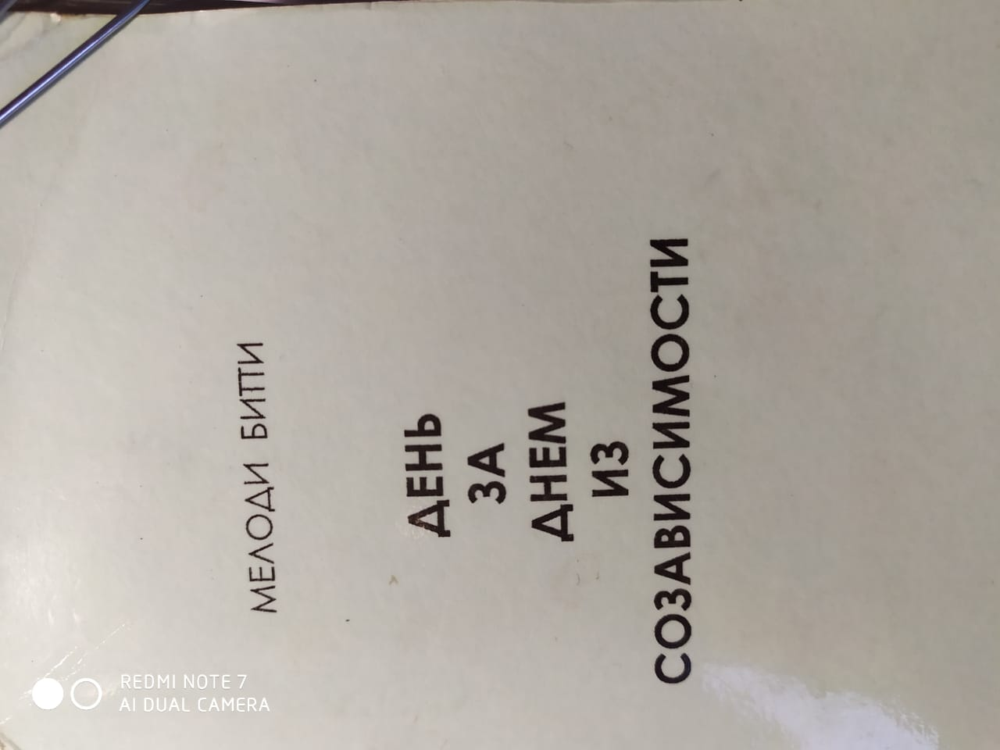 МЕЛОДИ БИТТИ
ДЕНЬ
ЗА
ДНЕМ
ИЗ
СОЗАВИСИМОСТИ
REDMI NOTE 7
AI DUAL CAMERA